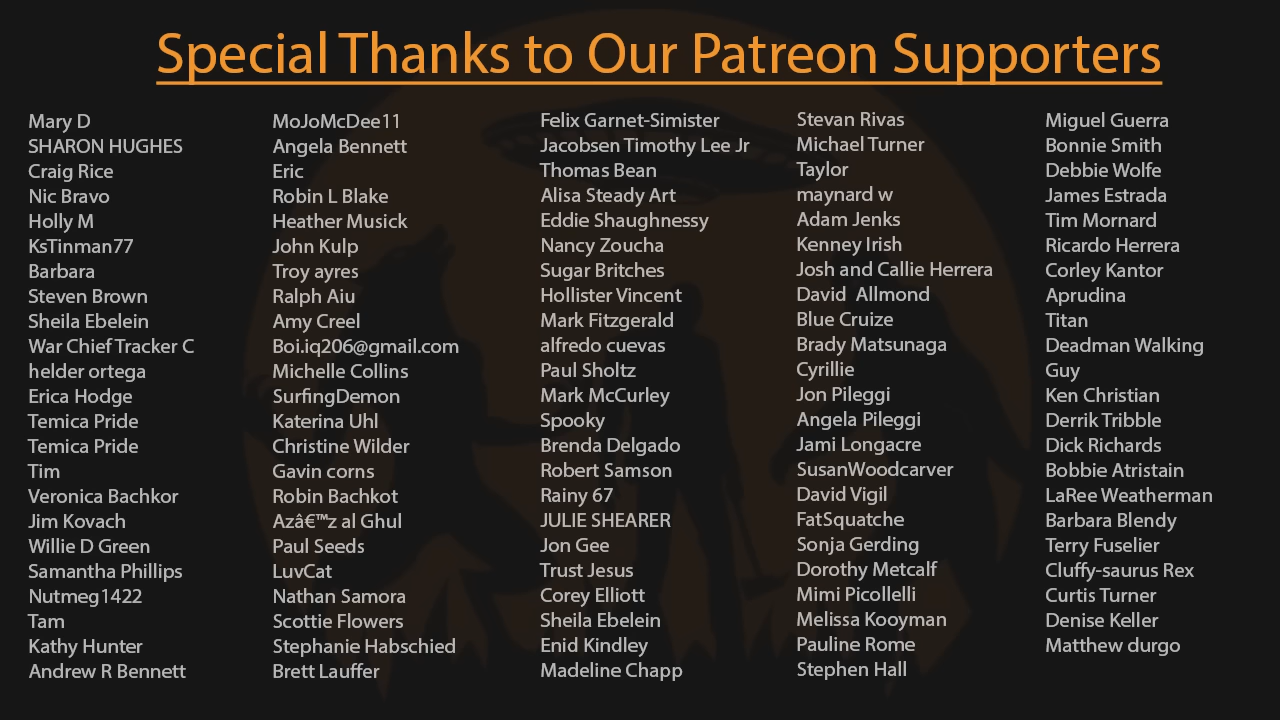 Special Thanks to Our Patreon Supporters
Mary D
SHARON HUGHES
Craig Rice
Nic Bravo
Holly M
KsTinman77
Barbara
Steven Brown
Sheila Ebelein
War Chief Tracker C
helder ortega
Erica Hodge
Temica Pride
Temica Pride
Tim
Veronica Bachkor
Jim Kovach
Willie D Green
Samantha Phillips
Nutmeg1422
Tam
Kathy Hunter
Andrew R Bennett
MoJoMcDee11
Angela Bennett
Eric
Robin L Blake
Heather Musick
John Kulp
Troy ayres
Ralph Aiu
Amy Creel
Boi.iq206@gmail.com
Michelle Collins
SurfingDemon
Katerina Uhl
Christine Wilder
Gavin corns
Robin Bachkot
Azâ€™z al Ghul
Paul Seeds
LuvCat
Nathan Samora
Scottie Flowers
Stephanie Habschied
Brett Lauffer
Felix Garnet-Simister
Jacobsen Timothy Lee Jr
Thomas Bean
Alisa Steady Art
Eddie Shaughnessy
Nancy Zoucha
Sugar Britches
Hollister Vincent
Mark Fitzgerald
alfredo cuevas
Paul Sholtz
Mark McCurley
Spooky
Brenda Delgado
Robert Samson
Rainy 67
JULIE SHEARER
Jon Gee
Trust Jesus
Corey Elliott
Sheila Ebelein
Enid Kindley
Madeline Chapp
Stevan Rivas
Michael Turner
Taylor
maynard w
Adam Jenks
Kenney Irish
Josh and Callie Herrera
David  Allmond
Blue Cruize
Brady Matsunaga
Cyrillie
Jon Pileggi
Angela Pileggi
Jami Longacre
SusanWoodcarver
David Vigil
FatSquatche
Sonja Gerding
Dorothy Metcalf
Mimi Picollelli
Melissa Kooyman
Pauline Rome
Stephen Hall
Miguel Guerra
Bonnie Smith
Debbie Wolfe
James Estrada
Tim Mornard
Ricardo Herrera
Corley Kantor
Aprudina
Titan
Deadman Walking
Guy
Ken Christian
Derrik Tribble
Dick Richards
Bobbie Atristain
LaRee Weatherman
Barbara Blendy
Terry Fuselier
Cluffy-saurus Rex
Curtis Turner
Denise Keller
Matthew durgo